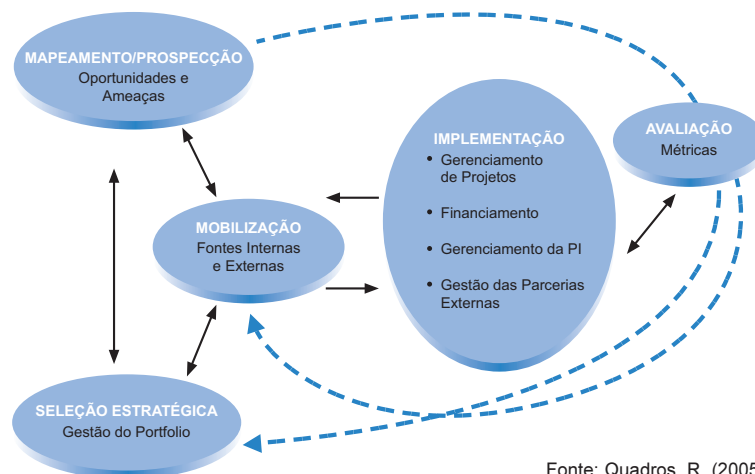 MAPEAMENTO/PROSPECÇÃO
Oportunidades e
Ameaças
MOBILIZAÇÃO
Fontes Internas
e Externas
SELEÇÃO ESTRATÉGICA
Gestão do Portfolio
IMPLEMENTAÇÃO
• Gerenciamento
de Projetos
• Financiamento
• Gerenciamento da PI
• Gestão das Parcerias
Externas
AVALIAÇÃO
Métricas
Fonte: Quadros, R. (2005